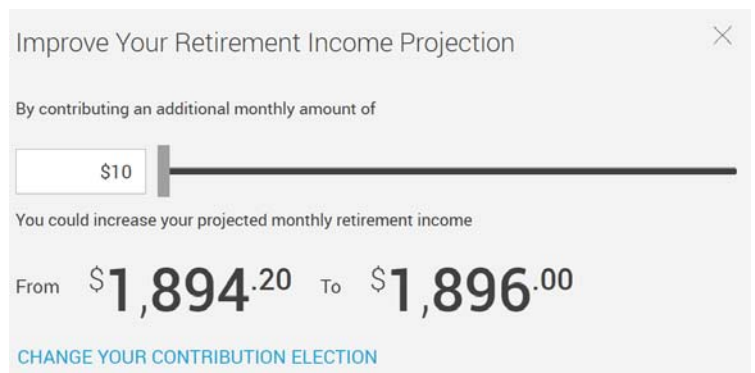 Improve Your Retirement Income Projection
By contributing an additional monthly amount of
$10
You could increase your projected monthly retirement income
From $1,894.20 To $1,896.00
CHANGE YOUR CONTRIBUTION ELECTION